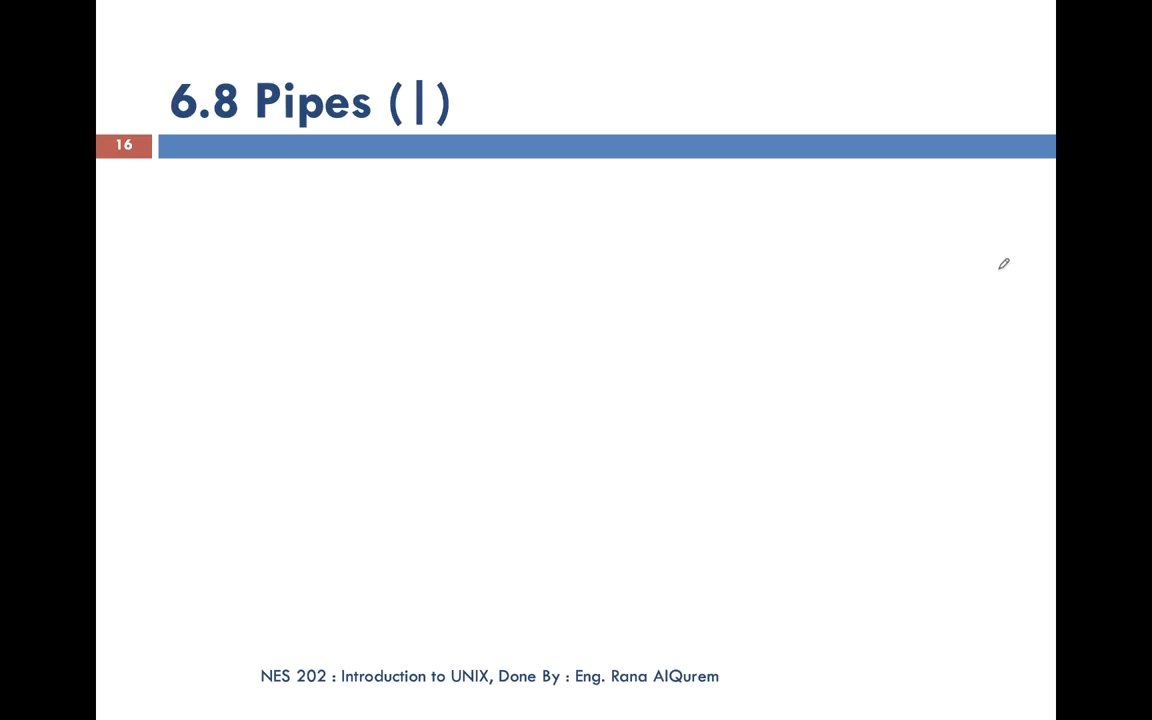 6.8 Pipes (|)
16
NES 202 : Introduction to UNIX, Done By : Eng. Rana AlQurem